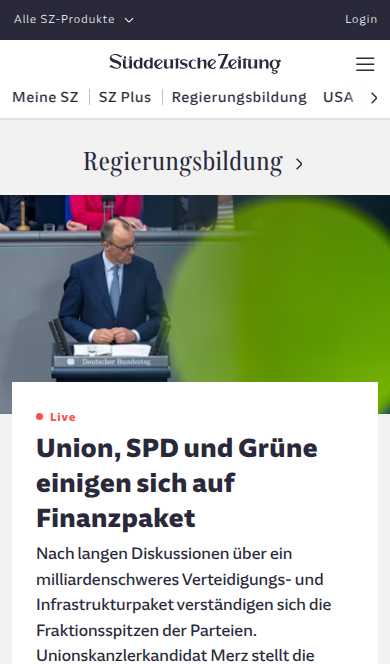 Alle SZ-Produkte
Login
Süddeutsche Zeitung
Meine SZ
SZ Plus
Regierungsbildung
USA
Regierungsbildung
Deutscher Bundestag
Live
Union, SPD und Grüne
einigen sich auf
Finanzpaket
Nach langen Diskussionen über ein
milliardenschweres Verteidigungs- und
Infrastrukturpaket verständigen sich die
Fraktionsspitzen der Parteien.
Unionskanzlerkandidat Merz stellt die